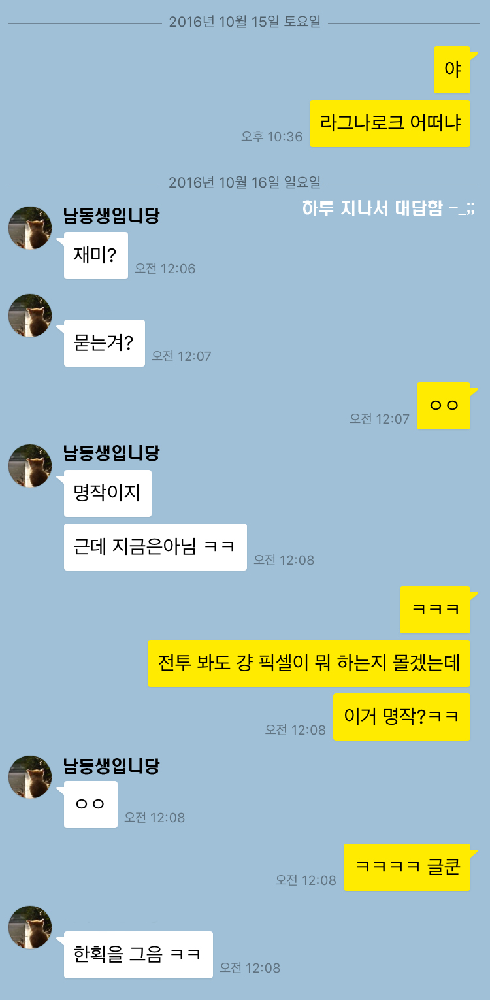 2016년 10월 15일 토요일
야
라그나로크 어떠냐
오후 10:36
2016년 10월 16일 일요일
하루 지나서 대답함 -_;;
남동생입니당
재미?
오전 12:06
묻는겨?
오전 12:07
ㅇㅇ
오전 12:07
남동생입니당
명작이지
근데 지금은아님 ㅋㅋ
오전 12:08
ㅋㅋㅋ
전투 봐도 걍 픽셀이 뭐 하는지 몰겠는데
이거 명작?ㅋㅋ
오전 12:08
남동생입니당
ㅇㅇ
오전 12:08
ㅋㅋㅋㅋ 글쿤
오전 12:08
한획을 그음 ㅋㅋ
오전 12:08